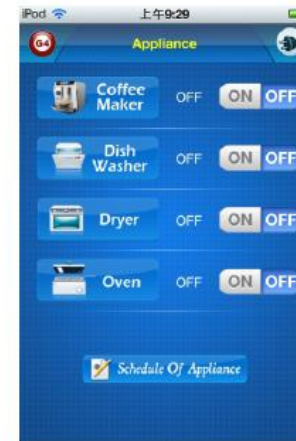 iPod 上午9:29
G4 Appliance
Coffee
Maker OFF ON OFF
Dish
Washer OFF ON OFF
Dryer OFF ON OFF
Oven OFF ON OFF
Schedule Of Appliance